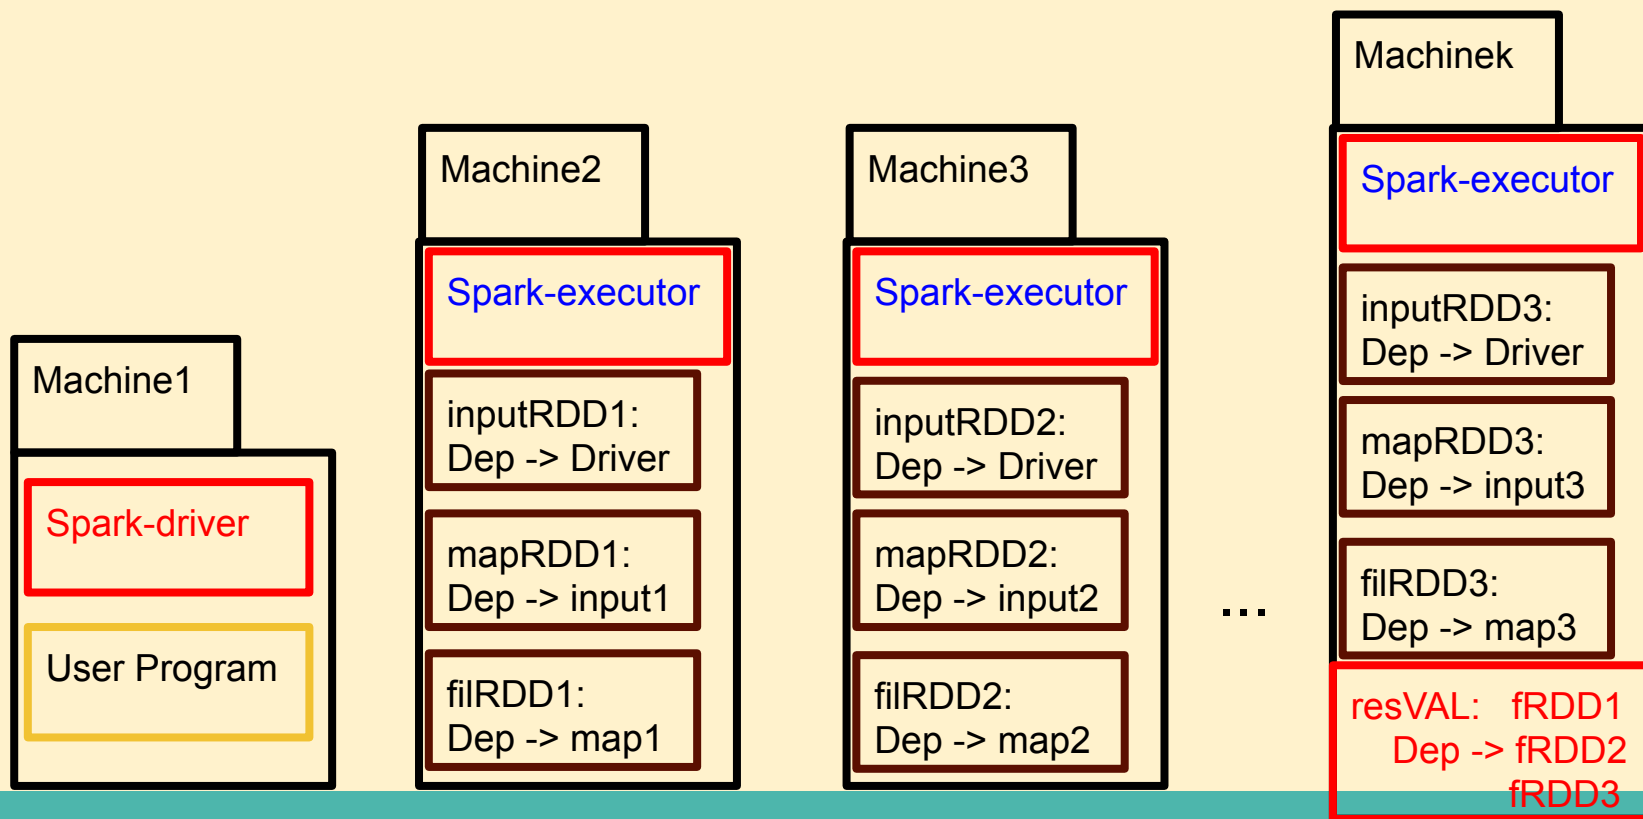 Machine1
Spark-driver
User Program
Machine2
Spark-executor
inputRDD1:
Dep -> Driver
mapRDD1:
Dep -> input1
filRDD1:
Dep -> map1
Machine3
Spark-executor
inputRDD2:
Dep -> Driver
mapRDD2:
Dep -> input2
filRDD2:
Dep -> map2
...
Machinek
Spark-executor
inputRDD3:
Dep -> Driver
mapRDD3:
Dep -> input3
filRDD3:
Dep -> map3
resVAL: fRDD1
Dep -> fRDD2
fRDD3